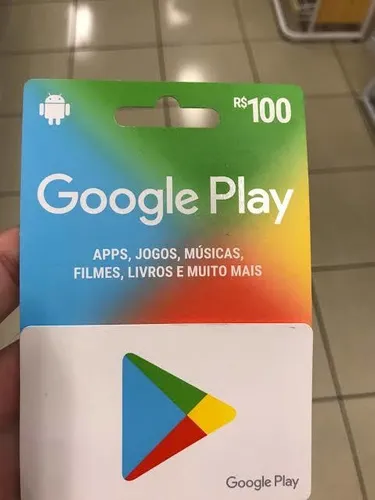 R$100
Google Play
APPS, JOGOS, MÚSICAS,
FILMES, LIVROS E MUITO MAIS
Google Play